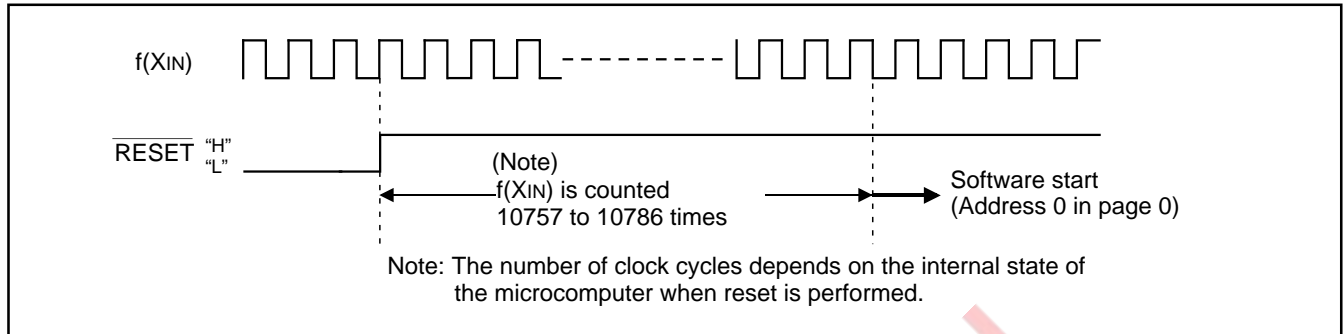 f(XIN)
RESET "H"
"L"
(Note)
f(XIN) is counted
10757 to 10786 times
Software start
(Address 0 in page 0)
Note: The number of clock cycles depends on the internal state of
the microcomputer when reset is performed.